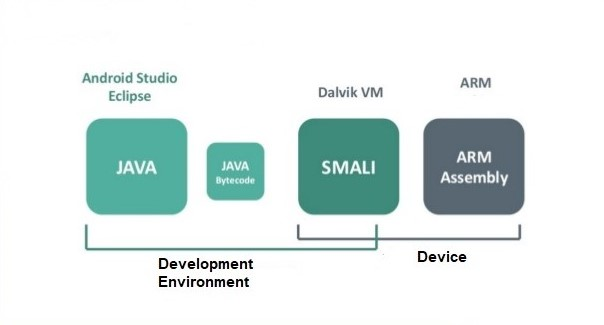 Android Studio
Eclipse
Dalvik VM
ARM
JAVA
JAVA
Bytecode
SMALI
ARM
Assembly
Development
Environment
Device